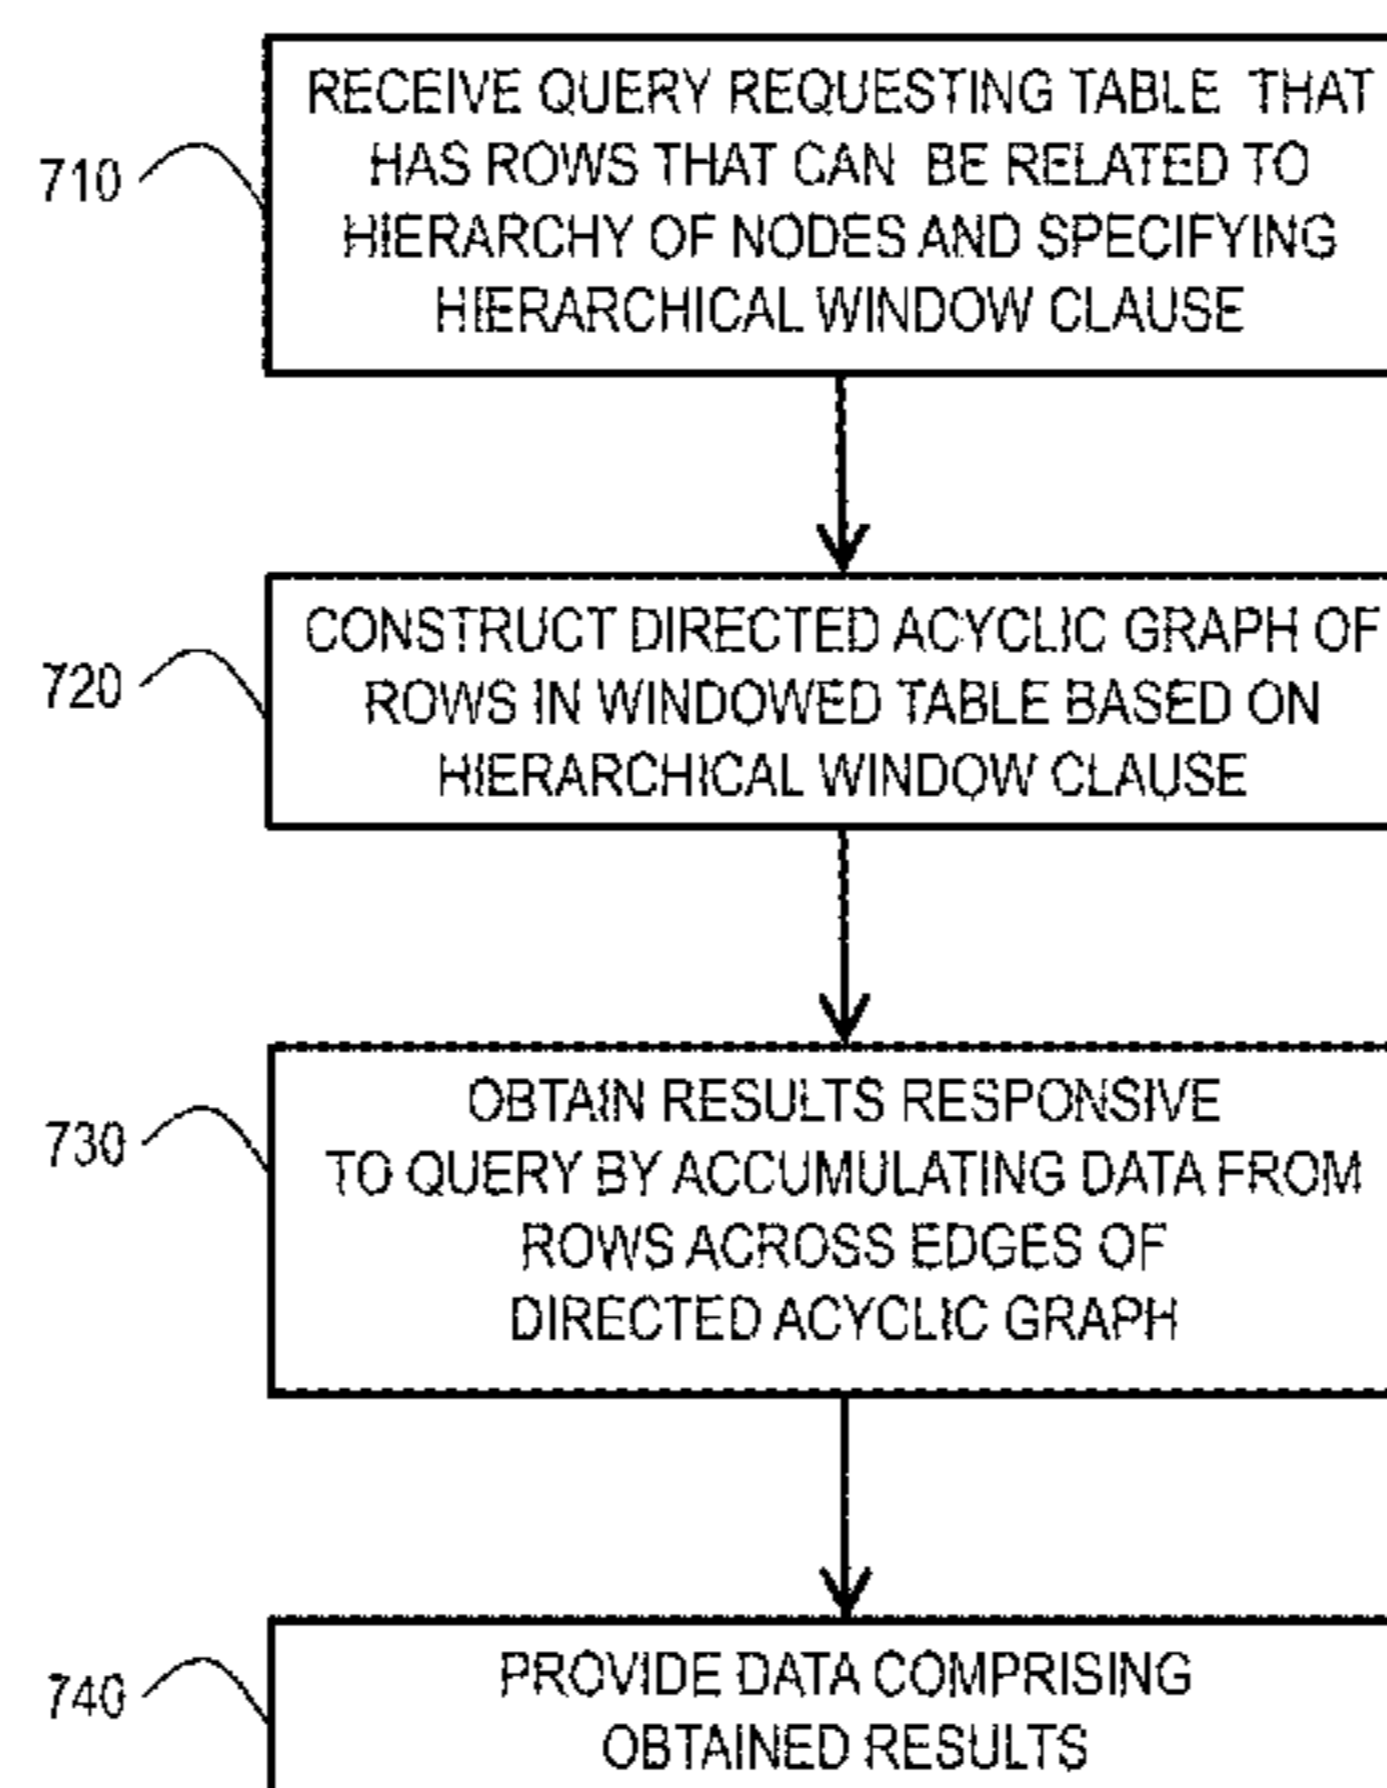 710
RECEIVE QUERY REQUESTING TABLE THAT
HAS ROWS THAT CAN BE RELATED TO
HIERARCHY OF NODES AND SPECIFYING
HIERARCHICAL WINDOW CLAUSE
720
CONSTRUCT DIRECTED ACYCLIC GRAPH OF
ROWS IN WINDOWED TABLE BASED ON
HIERARCHICAL WINDOW CLAUSE
730
OBTAIN RESULTS RESPONSIVE
TO QUERY BY ACCUMULATING DATA FROM
ROWS ACROSS EDGES OF
DIRECTED ACYCLIC GRAPH
740
PROVIDE DATA COMPRISING
OBTAINED RESULTS